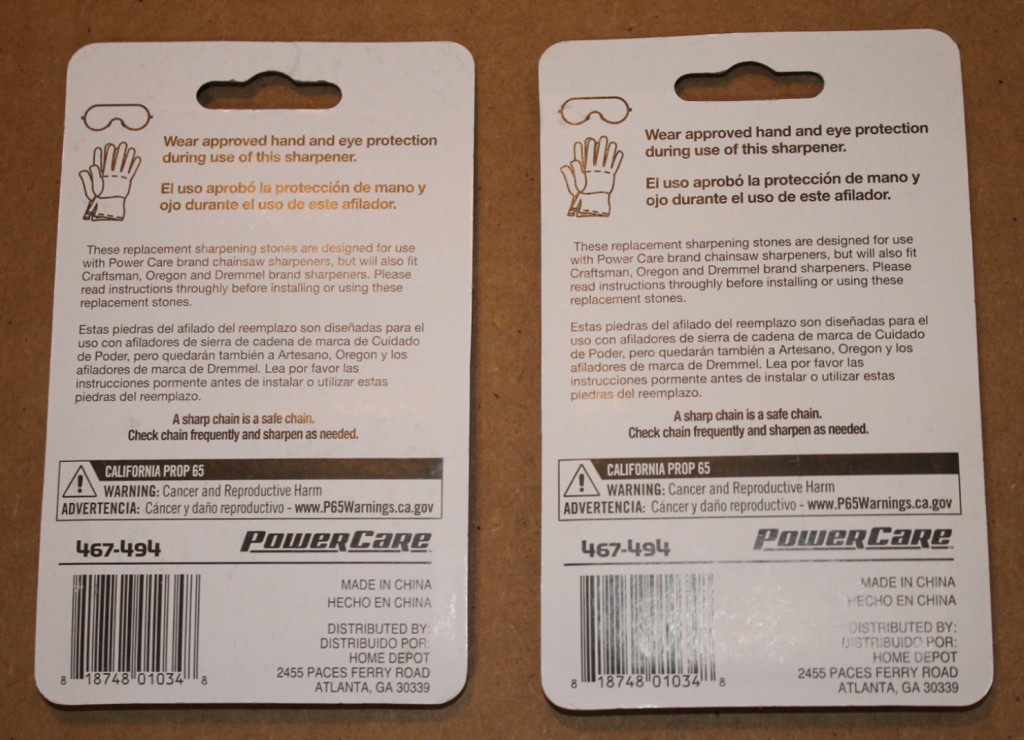 Wear approved hand and eye protection
during use of this sharpener.
El uso aprobó la protección de mano y
ojo durante el uso de este afilador.
These replacement sharpening stones are designed for use
with Power Care brand chainsaw sharpeners, but will also fit
Craftsman, Oregon and Dremmel brand sharpeners. Please
read instructions throughly before installing or using these
replacement stones.
Estas piedras del afilado del reemplazo son diseñadas para el
uso con afiladores de sierra de cadena de marca de Cuidado
de Poder, pero quedarán también a Artesano, Oregon y los
afiladores de marca de Dremmel. Lea por favor las
instrucciones pormente antes de instalar o utilizar estas
piedras del reemplazo.
A sharp chain is a safe chain.
Check chain frequently and sharpen as needed.
CALIFORNIA PROP 65
WARNING: Cancer and Reproductive Harm
ADVERTENCIA: Cáncer y daño reproductivo - www.P65Warnings.ca.gov
467-494 POWERCARE
MADE IN CHINA
HECHO EN CHINA
DISTRIBUTED BY:
DISTRIBUIDO POR:
HOME DEPOT
2455 PACES FERRY ROAD
ATLANTA, GA 30339
8 18748 01034 8
Wear approved hand and eye protection
during use of this sharpener.
El uso aprobó la protección de mano y
ojo durante el uso de este afilador.
These replacement sharpening stones are designed for use
with Power Care brand chainsaw sharpeners, but will also fit
Craftsman, Oregon and Dremmel brand sharpeners. Please
read instructions throughly before installing or using these
replacement stones.
Estas piedras del afilado del reemplazo son diseñadas para el
uso con afiladores de sierra de cadena de marca de Cuidado
de Poder, pero quedarán también a Artesano, Oregon y los
afiladores de marca de Dremmel. Lea por favor las
instrucciones pormente antes de instalar o utilizar estas
piedras del reemplazo.
A sharp chain is a safe chain.
Check chain frequently and sharpen as needed.
CALIFORNIA PROP 65
WARNING: Cancer and Reproductive Harm
ADVERTENCIA: Cáncer y daño reproductivo - www.P65Warnings.ca.gov
467-494 POWERCARE
MADE IN CHINA
HECHO EN CHINA
DISTRIBUTED BY:
DISTRIBUIDO POR:
HOME DEPOT
2455 PACES FERRY ROAD
ATLANTA, GA 30339
8 18748 01034 8